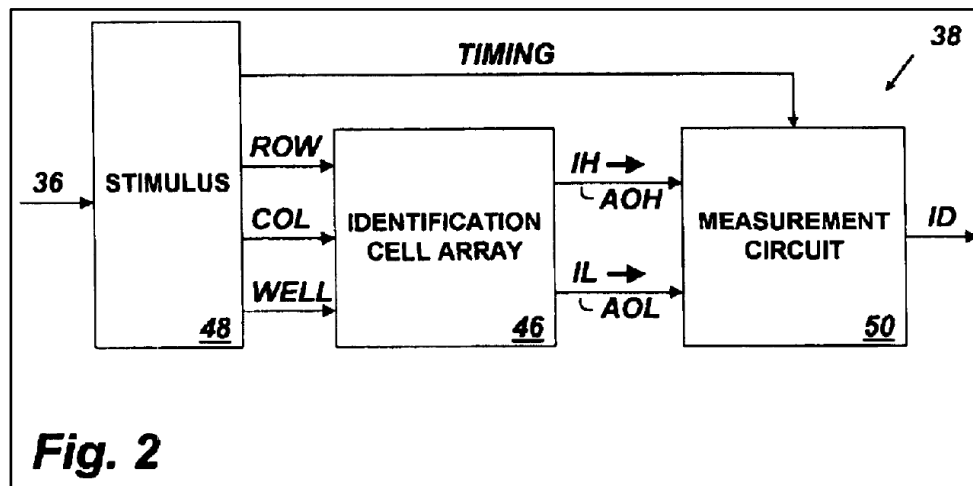 38
TIMING
ROW
IH
AOH
36
STIMULUS
COL
IDENTIFICATION
CELL ARRAY
MEASUREMENT
CIRCUIT
ID
IL
AOL
WELL
48
46
50
Fig. 2